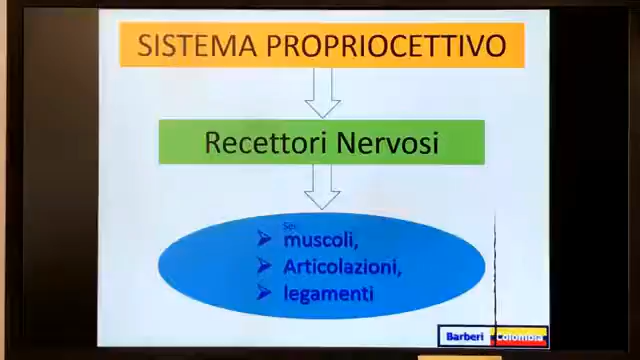 SISTEMA PROPRIOCETTIVO
Recettori Nervosi
muscoli,
Articolazioni,
legamenti
Barberi Colombia